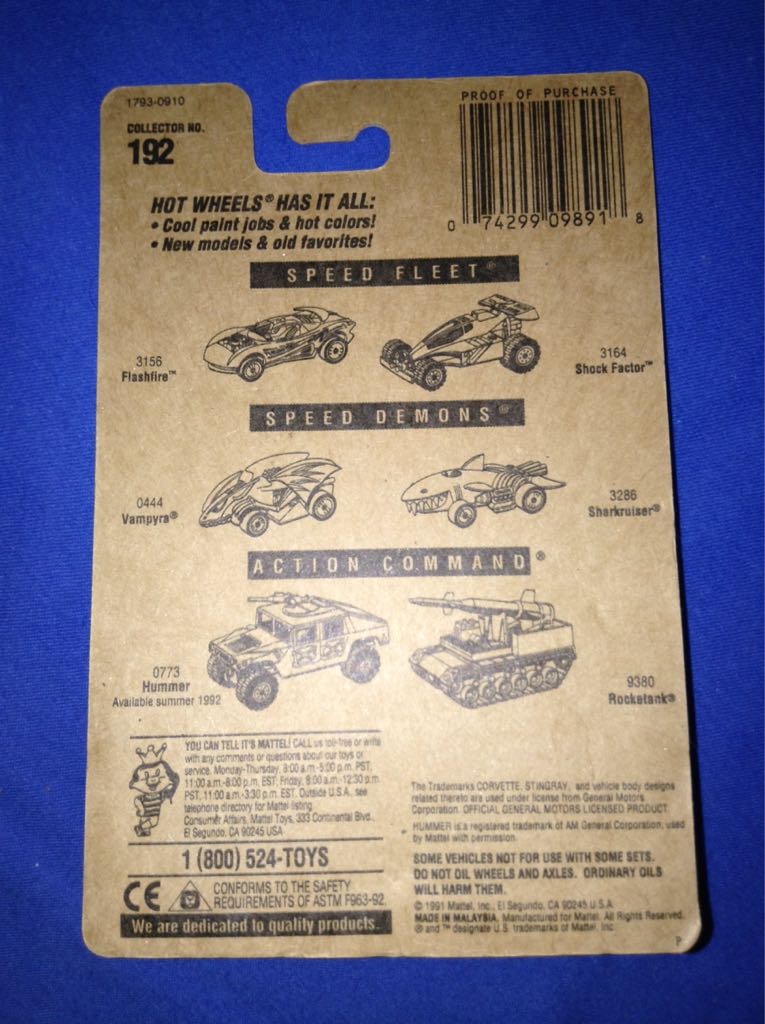 1793-0910
COLLECTOR NO.
192
PROOF OF PURCHASE
0 74299 09891 8
HOT WHEELS® HAS IT ALL:
• Cool paint jobs & hot colors!
• New models & old favorites!
SPEED FLEET®
3156
Flashfire™
3164
Shock Factor™
SPEED DEMONS®
0444
Vampyra®
3286
Sharkruiser®
ACTION COMMAND®
0773
Hummer
Available summer 1992
9380
Rocketank®
YOU CAN TELL IT'S MATTEL! CALL us toll-free or write
with any comments or questions about our toys or
service. Monday-Thursday, 8:00 a.m.-5:00 p.m. PST,
11:00 a.m.-8:00 p.m. EST; Friday, 8:00 a.m.-12:30 p.m.
PST, 11:00 a.m.-3:30 p.m. EST. Outside U.S.A., see
telephone directory for Mattel listing.
Consumer Affairs, Mattel Toys, 333 Continental Blvd.,
El Segundo, CA 90245 USA
1 (800) 524-TOYS
CE
CONFORMS TO THE SAFETY
REQUIREMENTS OF ASTM F963-92.
We are dedicated to quality products.
The Trademarks CORVETTE, STINGRAY, and vehicle body designs
related thereto are used under license from General Motors
Corporation. OFFICIAL GENERAL MOTORS LICENSED PRODUCT.
HUMMER is a registered trademark of AM General Corporation, used
by Mattel with permission.
SOME VEHICLES NOT FOR USE WITH SOME SETS.
DO NOT OIL WHEELS AND AXLES. ORDINARY OILS
WILL HARM THEM.
© 1991 Mattel, Inc., El Segundo, CA 90245 U.S.A.
MADE IN MALAYSIA. Manufactured for Mattel. All Rights Reserved.
® and ™ designate U.S. trademarks of Mattel, Inc.
P